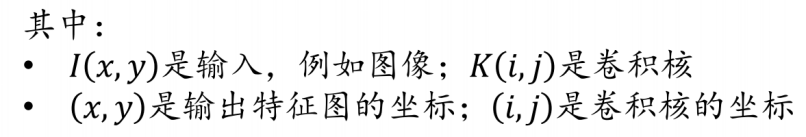 其中：
• I(x,y)是输入，例如图像；K(i,j)是卷积核
• (x,y)是输出特征图的坐标；(i,j)是卷积核的坐标